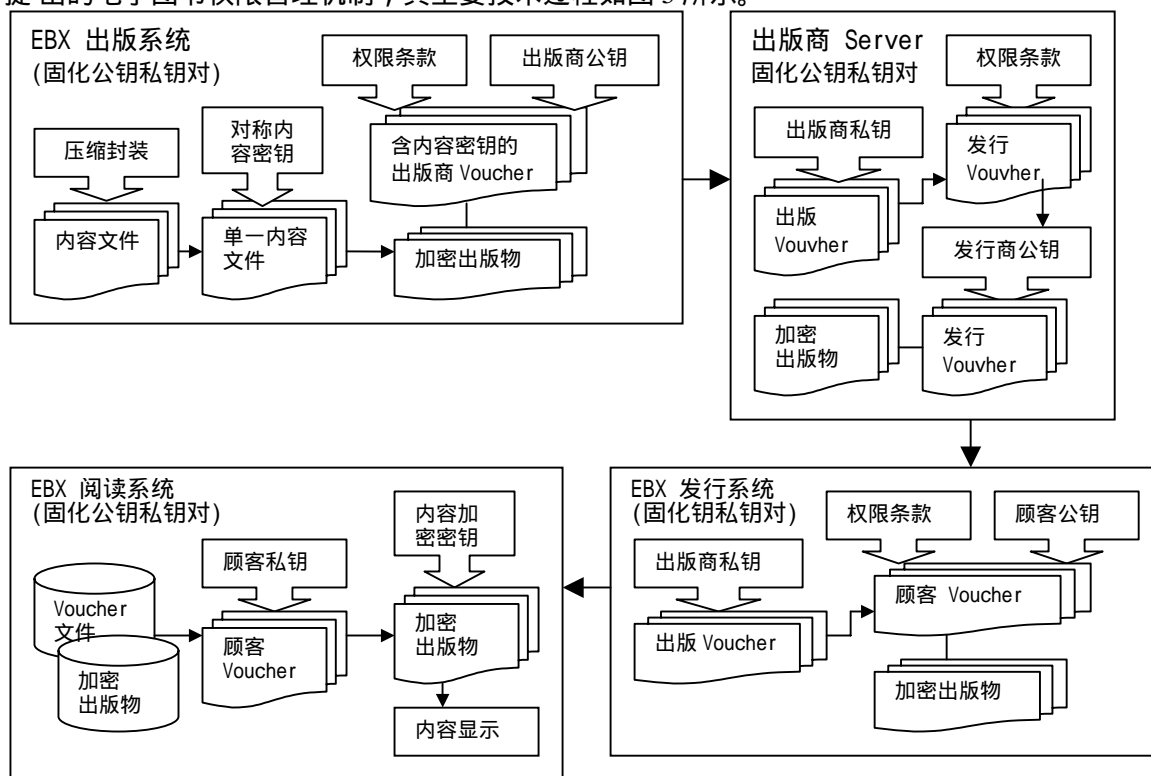 提 出的电子图书权限管理机制,其主要技术过程如图 5 所示。
EBX 出版系统
(固化公钥私钥对)
权限条款
出版商公钥
压缩封装
对称内
容密钥
含内容密钥的
出版商 Voucher
内容文件
单一内容
文件
加密出版物
出版商 Server
固化公钥私钥对
权限条款
出版商私钥
发行
Vouvher
出版
Vouvher
发行商公钥
加密
出版物
发行
Vouvher
EBX 阅读系统
(固化公钥私钥对)
内容加
密密钥
顾客私钥
Voucher
文件
加密
出版物
顾客
Voucher
加密
出版物
内容显示
EBX 发行系统
(固化钥私钥对)
权限条款
顾客公钥
出版商私钥
顾客 Voucher
出版 Voucher
加密出版物